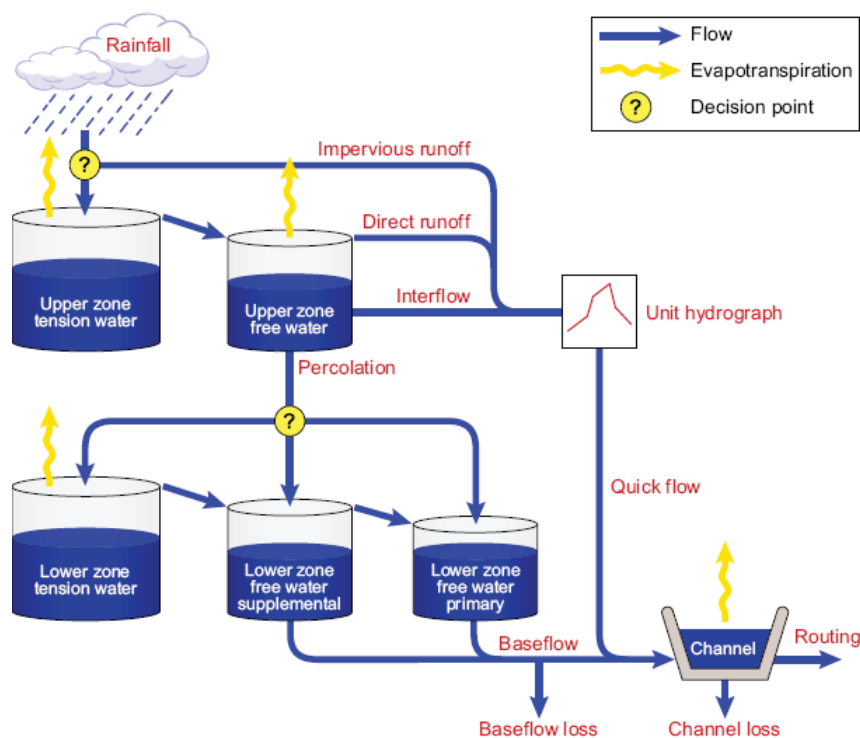 Rainfall
Flow
Evapotranspiration
?
Decision point
?
Impervious runoff
Direct runoff
Interflow
Upper zone
tension water
Upper zone
free water
Unit hydrograph
Percolation
?
Quick flow
Lower zone
tension water
Lower zone
free water
supplemental
Lower zone
free water
primary
Baseflow
Channel
Routing
Baseflow loss
Channel loss